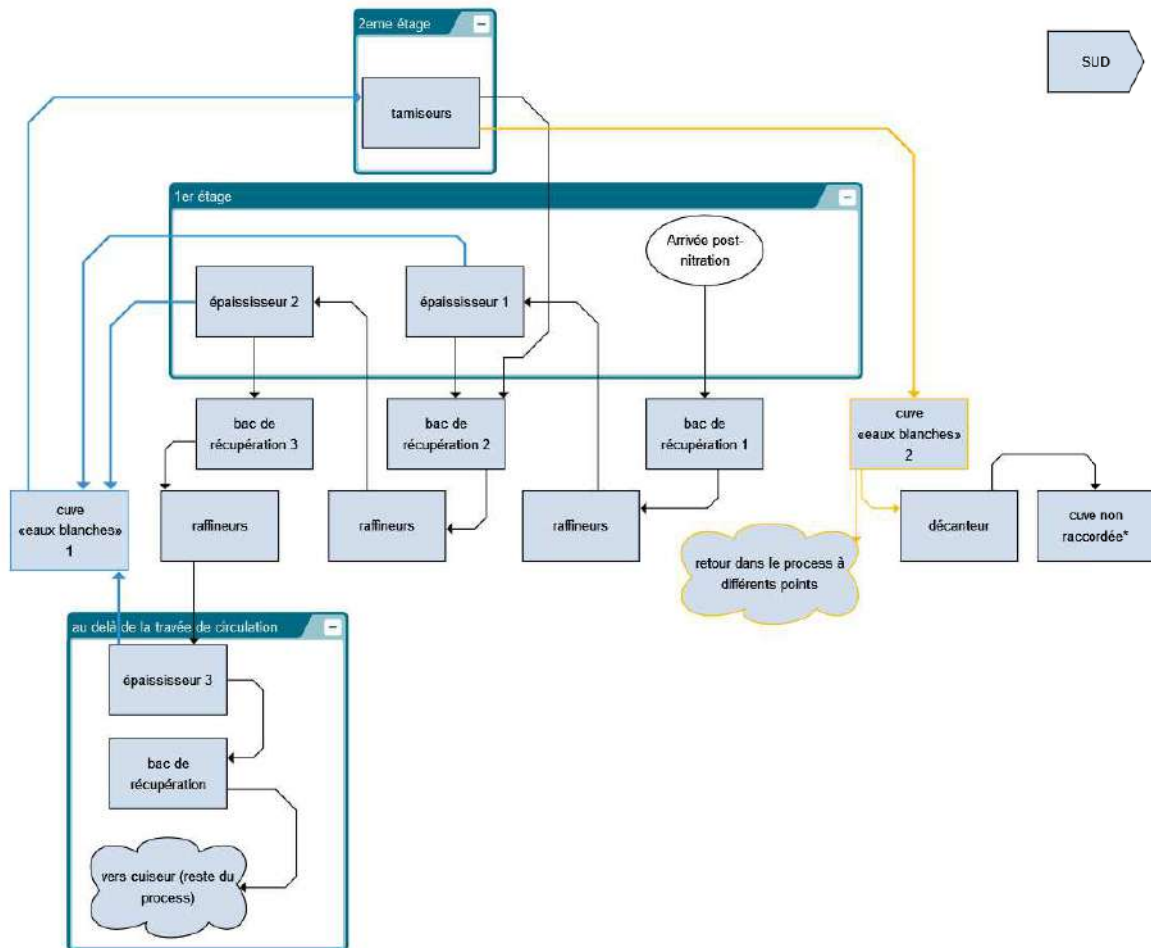 2eme étage
SUD
tamiseurs
1er étage
Arrivée post-
nitration
épaississeur 2
épaississeur 1
bac de
récupération 3
bac de
récupération 2
bac de
récupération 1
cuve
«eaux blanches»
2
cuve
«eaux blanches»
1
raffineurs
raffineurs
raffineurs
décanteur
cuve non
raccordée*
retour dans le process à
différents points
au delà de la travée de circulation
épaississeur 3
bac de
récupération
vers cuiseur (reste du
process)